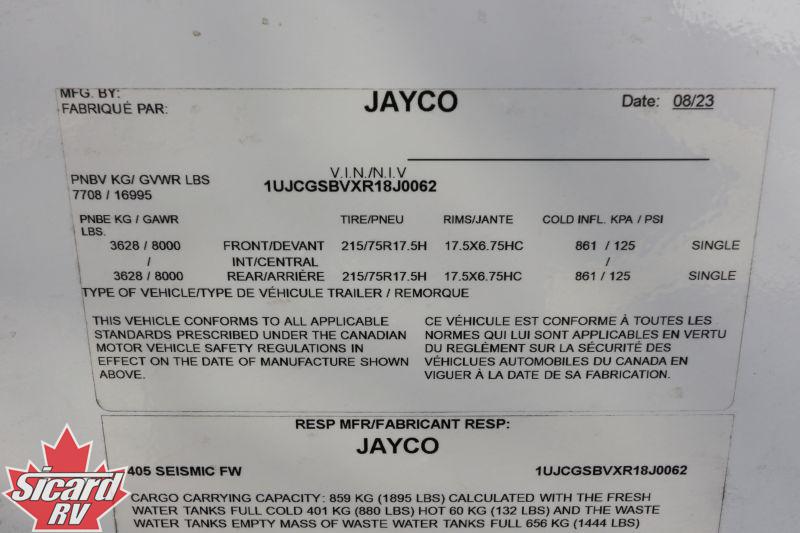 MFG. BY:
FABRIQUÉ PAR:
JAYCO
Date: 08/23
V.I.N./N.I.V
PNBV KG/ GVWR LBS
7708 / 16995
1UJCGSBVXR18J0062
PNBE KG / GAWR LBS. TIRE/PNEU RIMS/JANTE COLD INFL. KPA / PSI
3628 / 8000 FRONT/DEVANT 215/75R17.5H 17.5X6.75HC 861 / 125 SINGLE
/ INT/CENTRAL /
3628 / 8000 REAR/ARRIÈRE 215/75R17.5H 17.5X6.75HC 861 / 125 SINGLE
TYPE OF VEHICLE/TYPE DE VÉHICULE TRAILER / REMORQUE
THIS VEHICLE CONFORMS TO ALL APPLICABLE
STANDARDS PRESCRIBED UNDER THE CANADIAN
MOTOR VEHICLE SAFETY REGULATIONS IN
EFFECT ON THE DATE OF MANUFACTURE SHOWN
ABOVE.
CE VÉHICULE EST CONFORME À TOUTES LES
NORMES QUI LUI SONT APPLICABLES EN VERTU
DU REGLEMENT SUR LA SÉCURITÉ DES
VÉHCLUES AUTOMOBILES DU CANADA EN
VIGUER À LA DATE DE SA FABRICATION.
RESP MFR/FABRICANT RESP:
JAYCO
405 SEISMIC FW 1UJCGSBVXR18J0062
CARGO CARRYING CAPACITY: 859 KG (1895 LBS) CALCULATED WITH THE FRESH
WATER TANKS FULL COLD 401 KG (880 LBS) HOT 60 KG (132 LBS) AND THE WASTE
WATER TANKS EMPTY MASS OF WASTE WATER TANKS FULL 656 KG (1444 LBS)
Sicard
RV